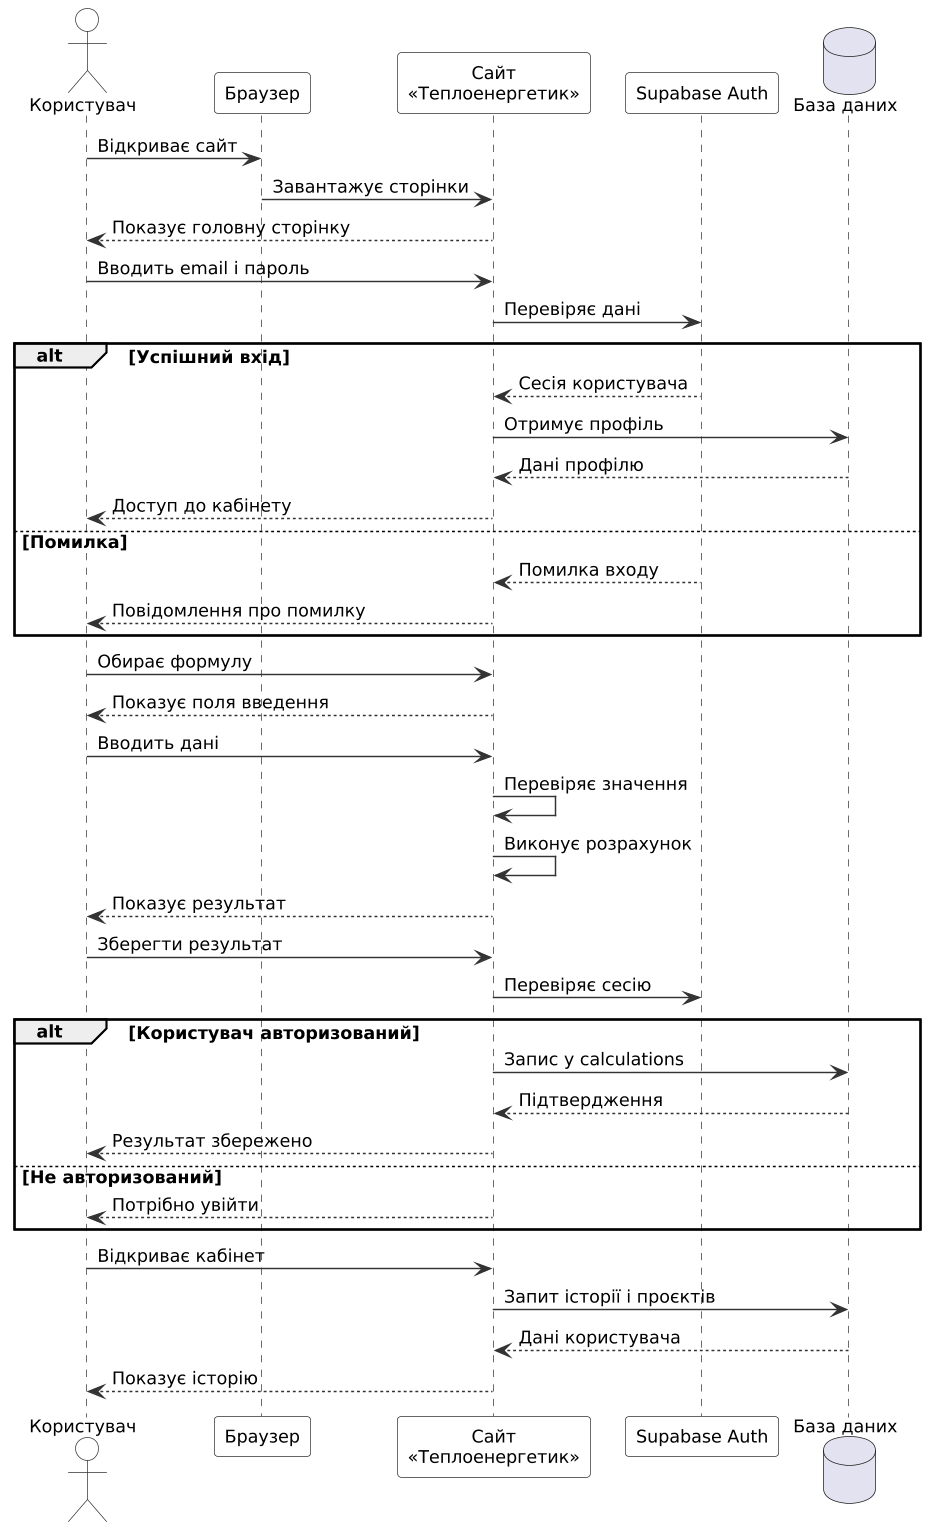 Користувач
Браузер
Сайт
«Теплоенергетик»
Supabase Auth
База даних
Відкриває сайт
Завантажує сторінки
Показує головну сторінку
Вводить email і пароль
Перевіряє дані
alt
[Успішний вхід]
Сесія користувача
Отримує профіль
Дані профілю
Доступ до кабінету
[Помилка]
Помилка входу
Повідомлення про помилку
Обирає формулу
Показує поля введення
Вводить дані
Перевіряє значення
Виконує розрахунок
Показує результат
Зберегти результат
Перевіряє сесію
alt
[Користувач авторизований]
Запис у calculations
Підтвердження
Результат збережено
[Не авторизований]
Потрібно увійти
Відкриває кабінет
Запит історії і проєктів
Дані користувача
Показує історію
Користувач
Браузер
Сайт
«Теплоенергетик»
Supabase Auth
База даних